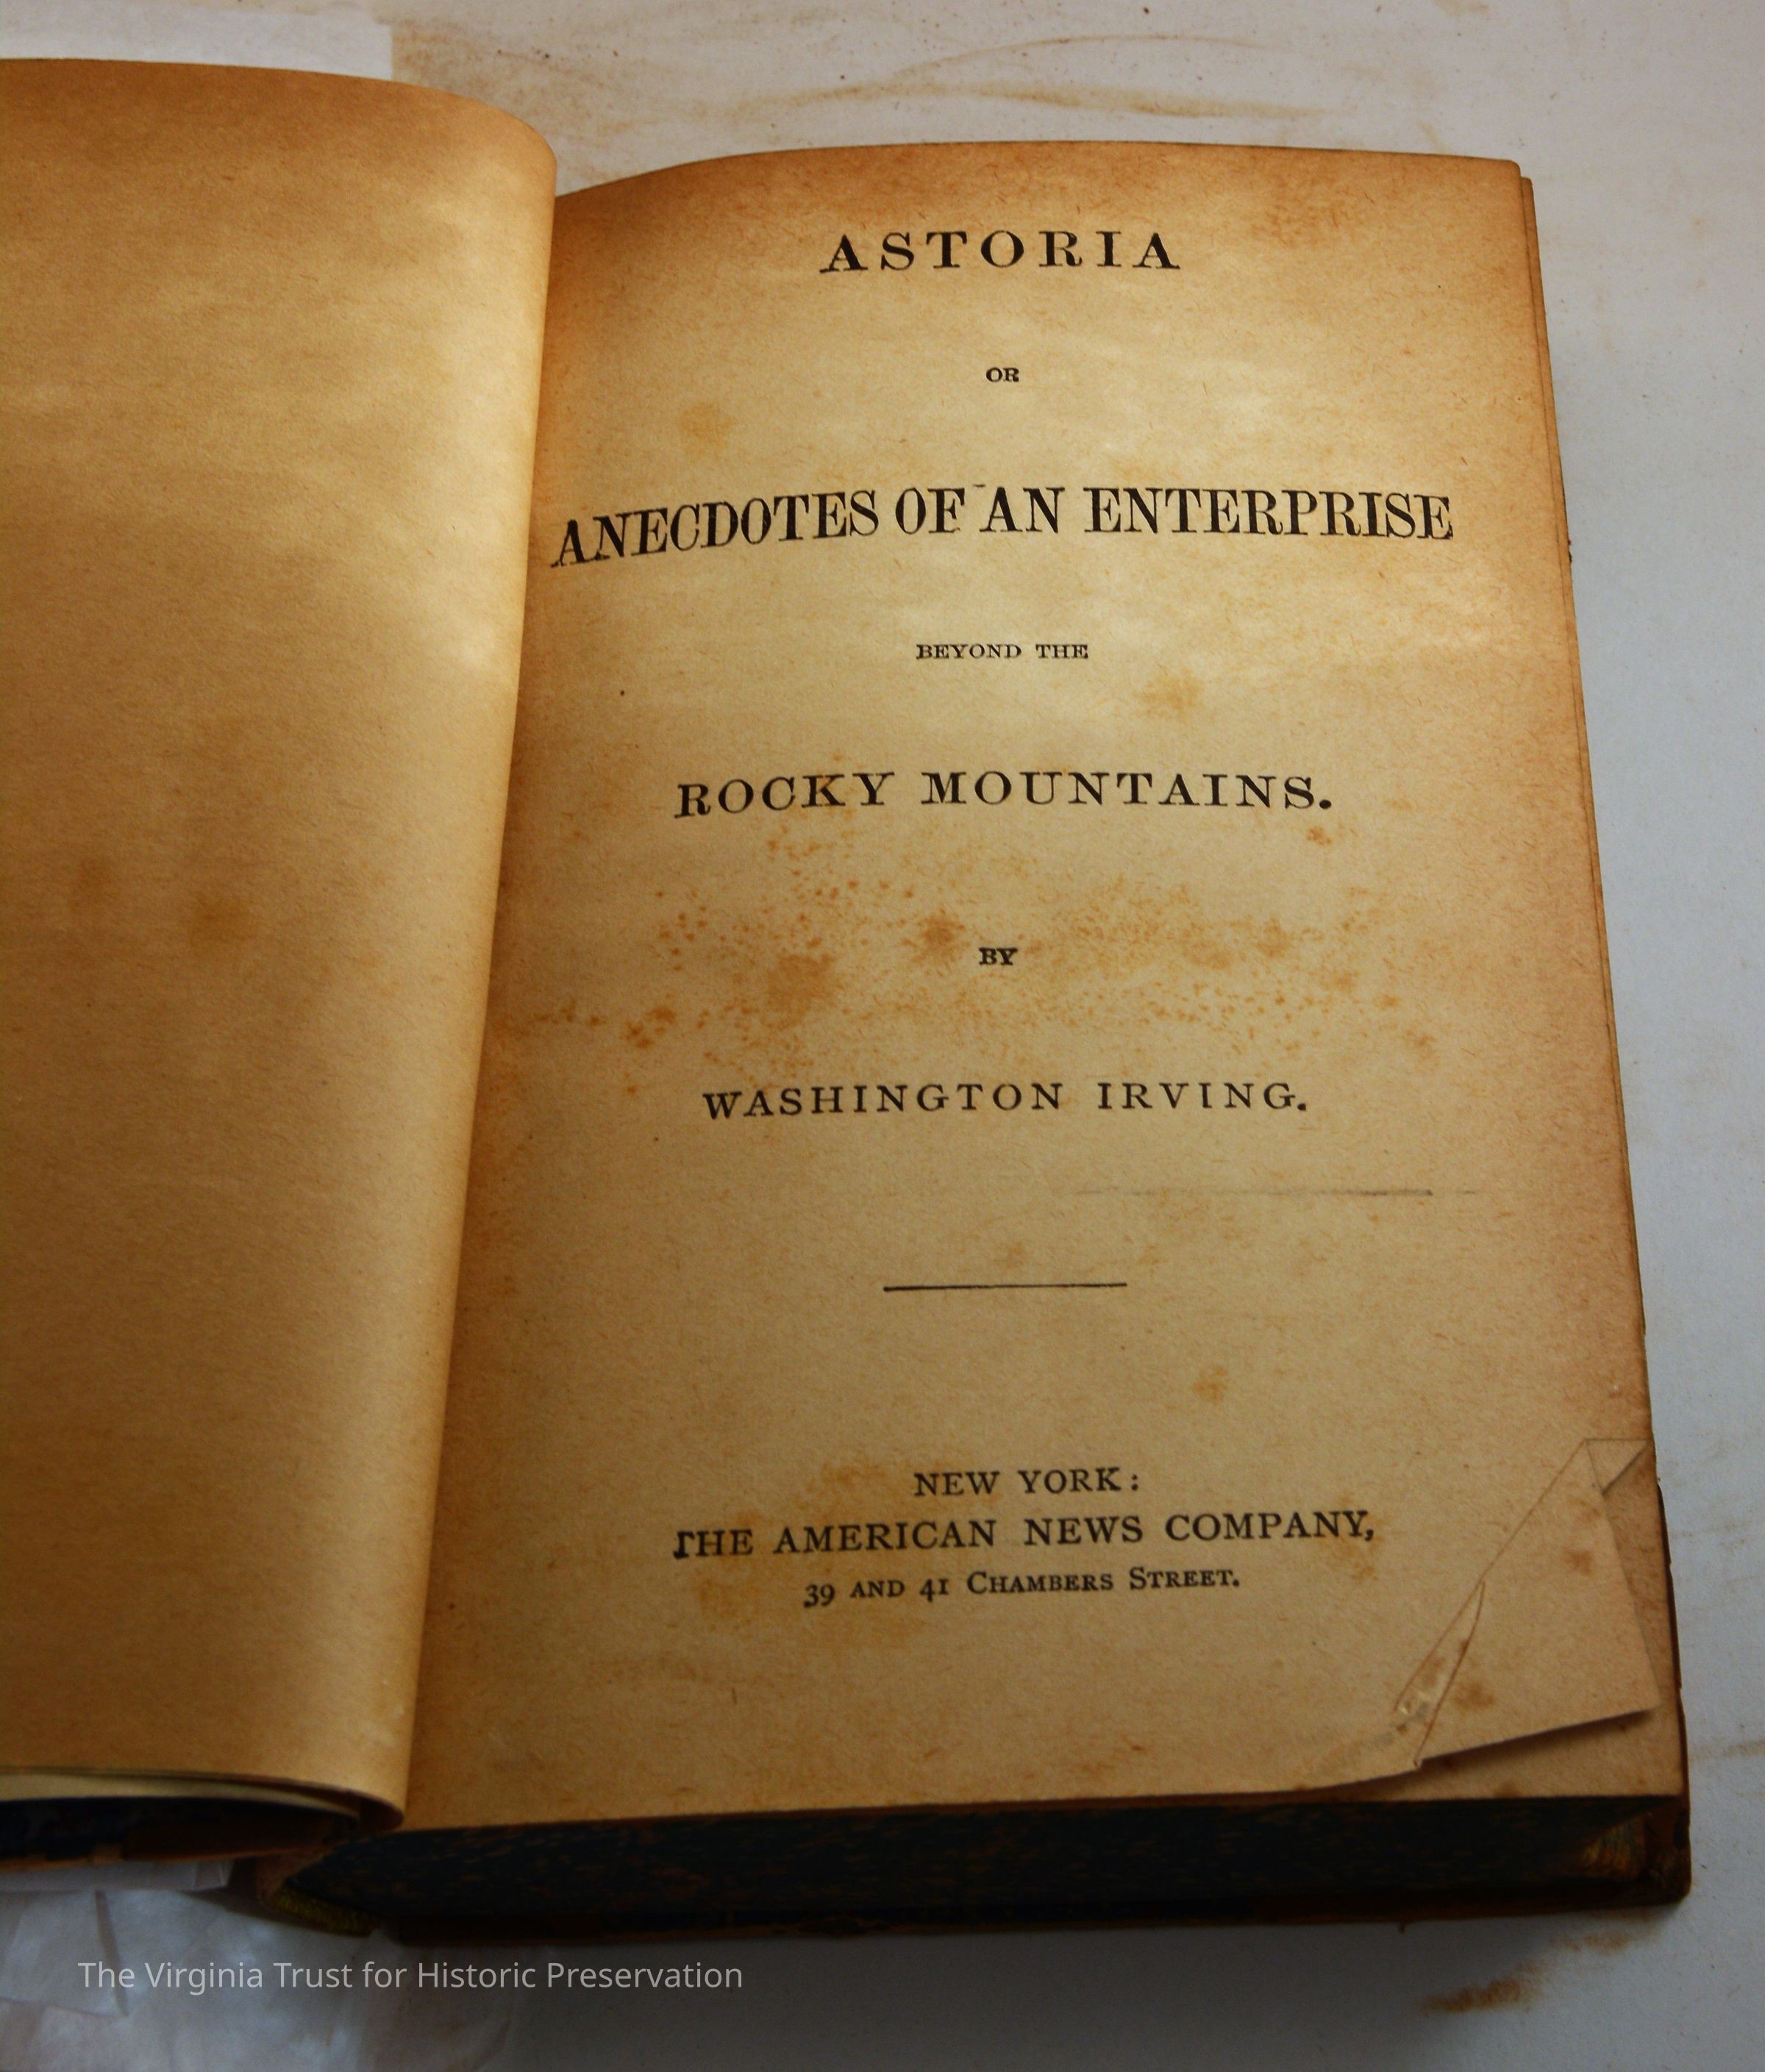 ASTORIA
OR
ANECDOTES OF AN ENTERPRISE
BEYOND THE
ROCKY MOUNTAINS.
BY
WASHINGTON IRVING.
NEW YORK:
THE AMERICAN NEWS COMPANY,
39 AND 41 CHAMBERS STREET.
The Virginia Trust for Historic Preservation